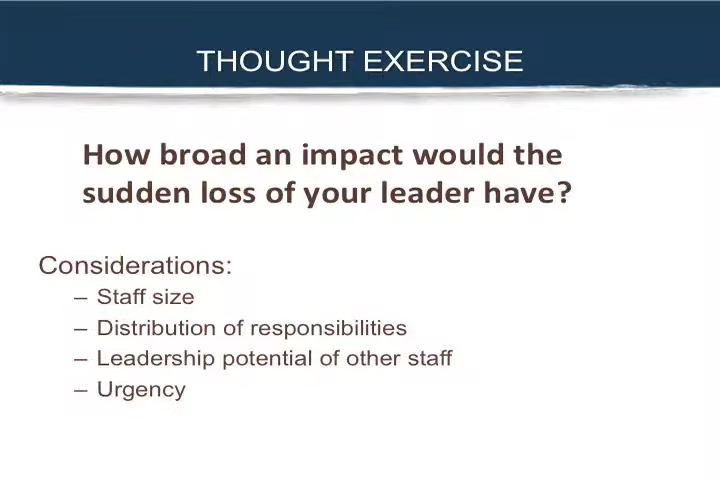 THOUGHT EXERCISE
How broad an impact would the
sudden loss of your leader have?
Considerations:
– Staff size
– Distribution of responsibilities
– Leadership potential of other staff
– Urgency